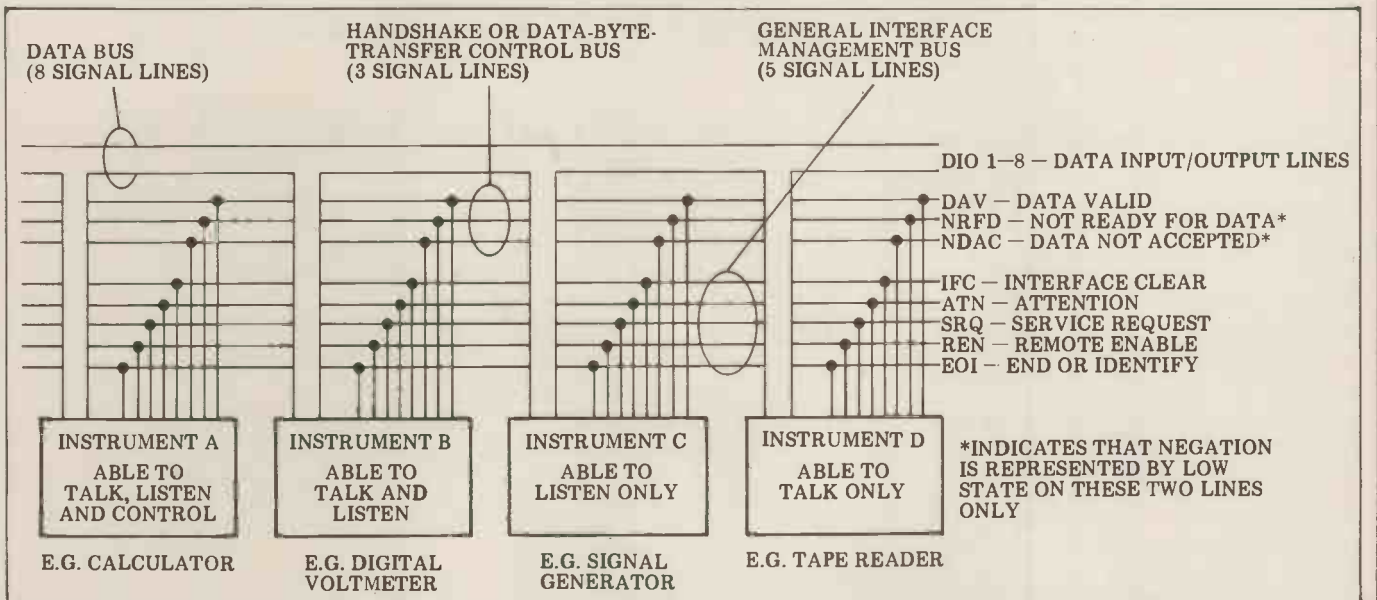 DATA BUS
(8 SIGNAL LINES)
HANDSHAKE OR DATA-BYTE-
TRANSFER CONTROL BUS
(3 SIGNAL LINES)
GENERAL INTERFACE
MANAGEMENT BUS
(5 SIGNAL LINES)
DIO 1–8 – DATA INPUT/OUTPUT LINES
DAV – DATA VALID
NRFD – NOT READY FOR DATA*
NDAC – DATA NOT ACCEPTED*
IFC – INTERFACE CLEAR
ATN – ATTENTION
SRQ – SERVICE REQUEST
REN – REMOTE ENABLE
EOI – END OR IDENTIFY
INSTRUMENT A
ABLE TO
TALK, LISTEN
AND CONTROL
E.G. CALCULATOR
INSTRUMENT B
ABLE TO
TALK AND
LISTEN
E.G. DIGITAL
VOLTMETER
INSTRUMENT C
ABLE TO
LISTEN ONLY
E.G. SIGNAL
GENERATOR
INSTRUMENT D
ABLE TO
TALK ONLY
E.G. TAPE READER
*INDICATES THAT NEGATION
IS REPRESENTED BY LOW
STATE ON THESE TWO LINES
ONLY